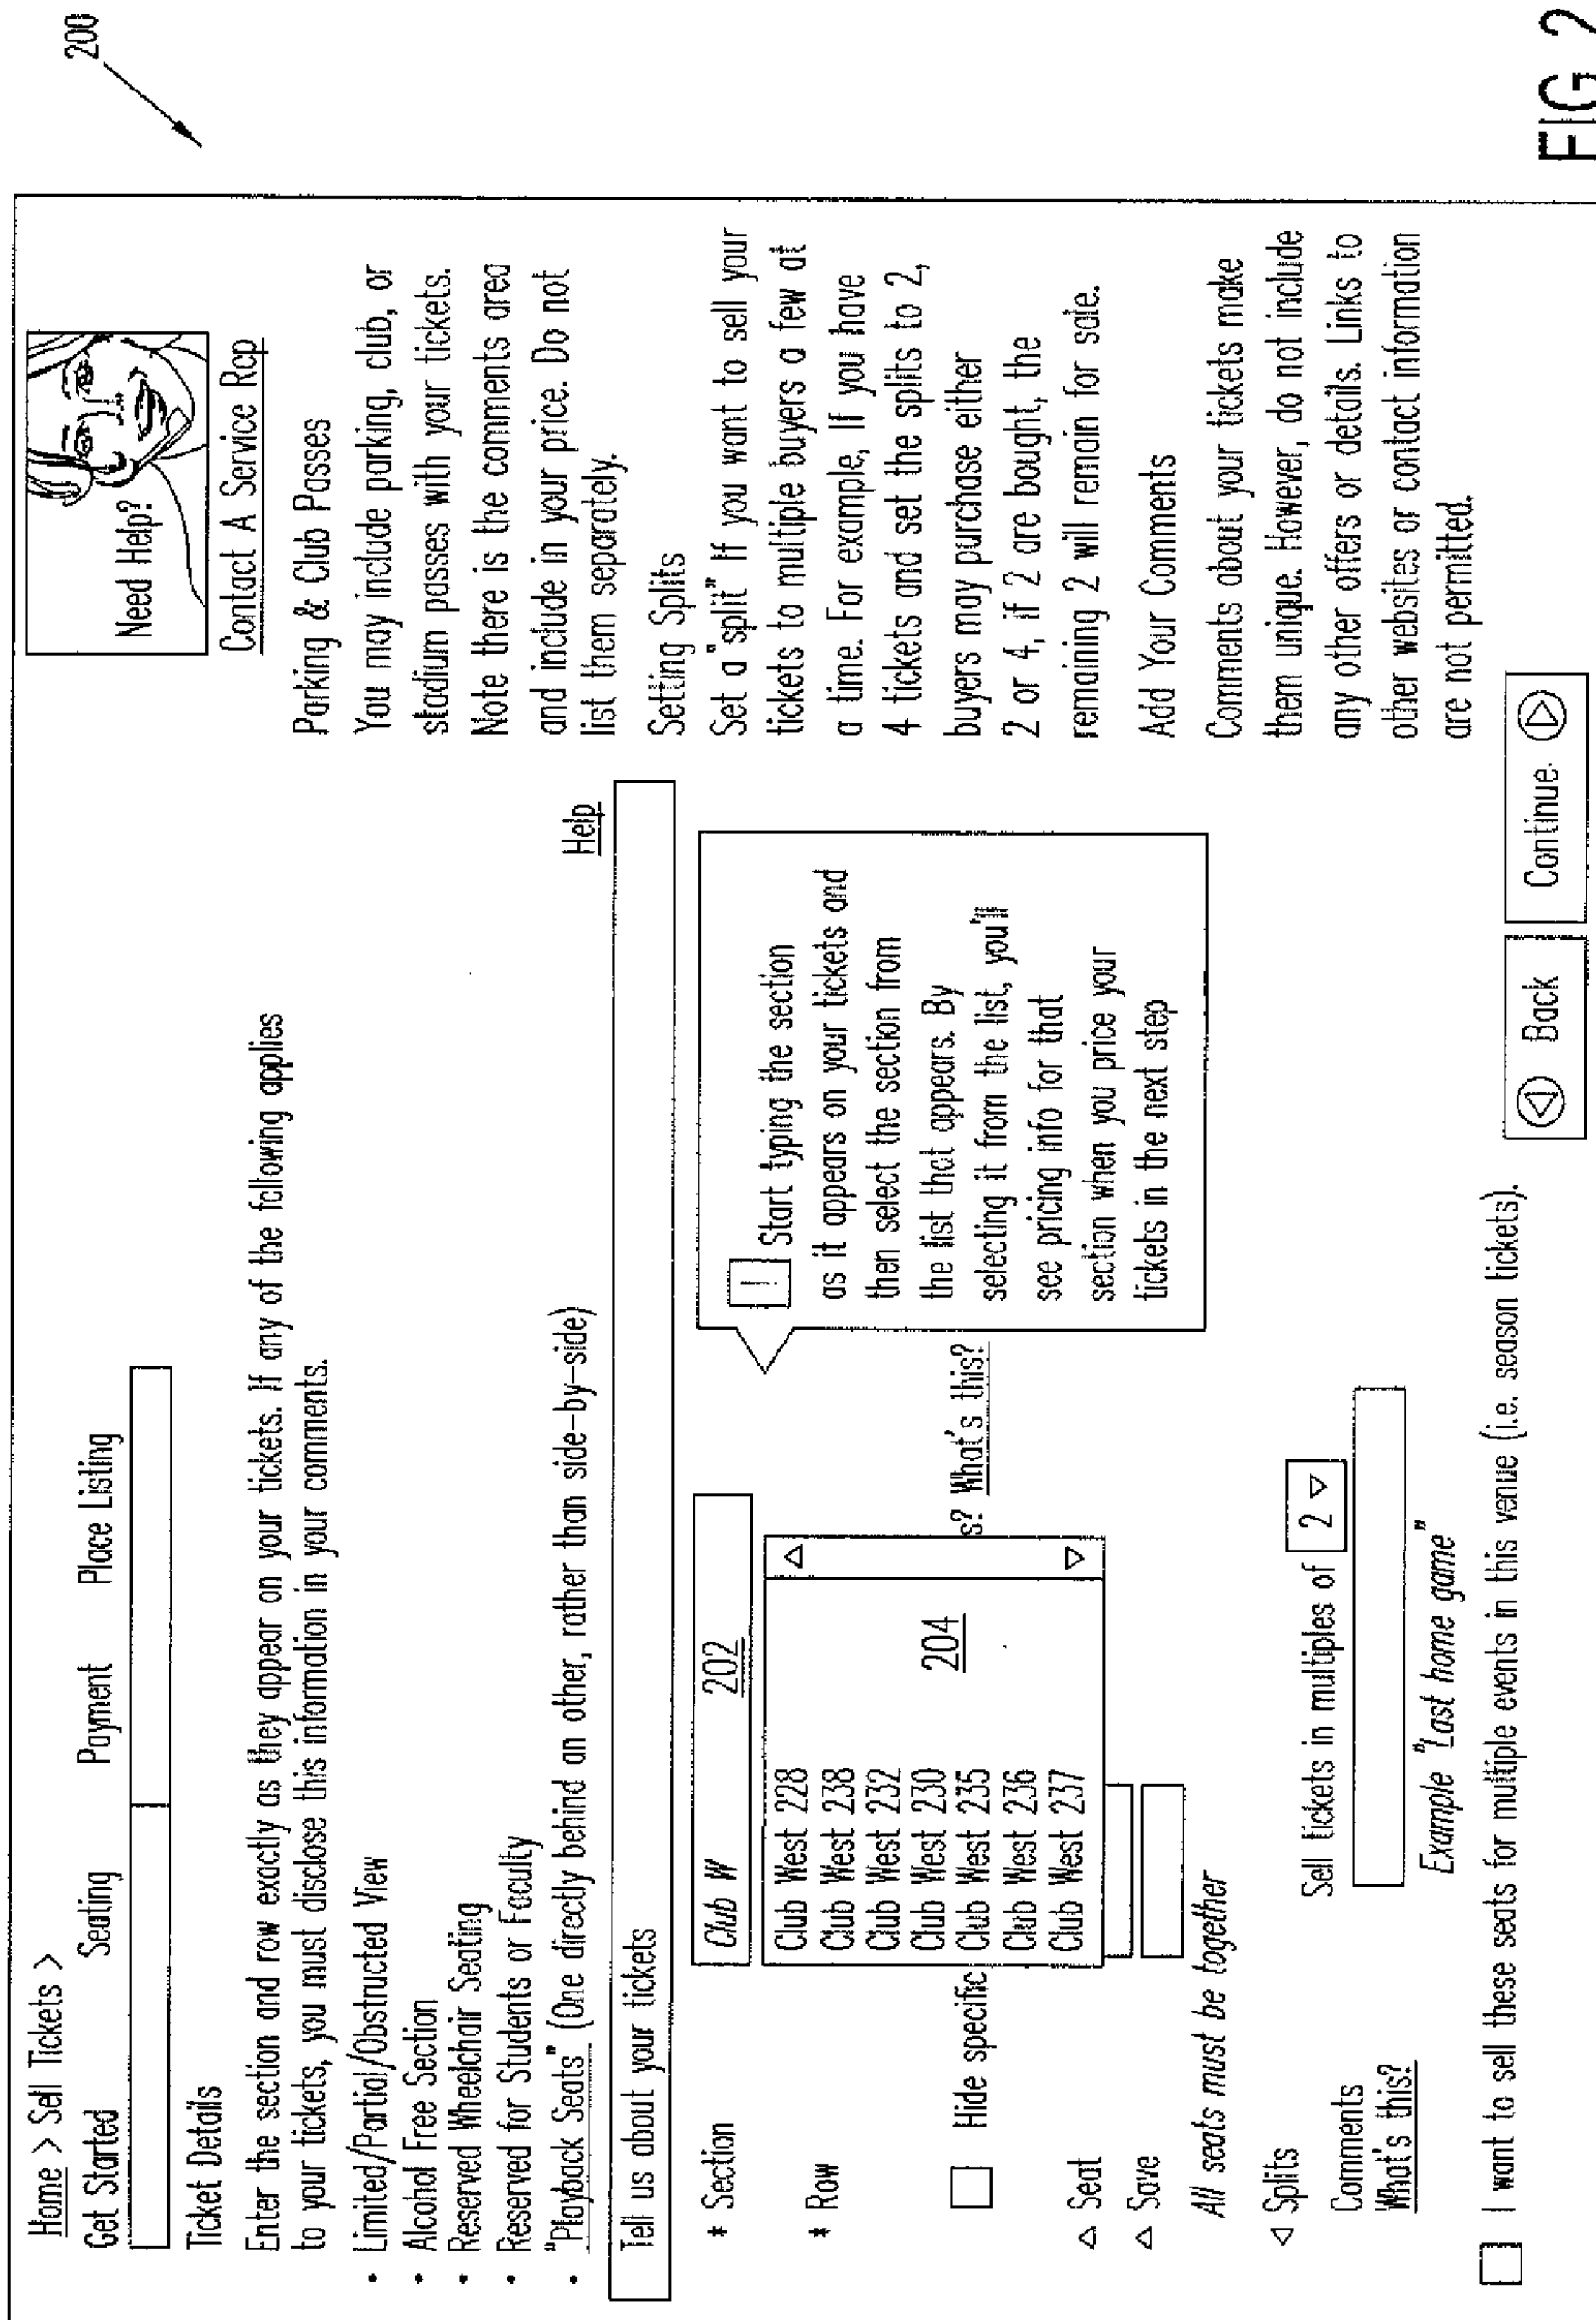 200
Home > Sell Tickets >
Get Started Seating Payment Place Listing
Ticket Details
Enter the section and row exactly as they appear on your tickets. If any of the following applies
to your tickets, you must disclose this information in your comments.
• Limited/Partial/Obstructed View
• Alcohol Free Section
• Reserved Wheelchair Seating
• Reserved for Students or Faculty
• "Playback Seats" (One directly behind an other, rather than side-by-side)
Help
Tell us about your tickets
* Section
Club W 202
* Row
Club West 228
Club West 238
Club West 232
Club West 230
Club West 235
Club West 236
Club West 237
204
Hide specific
s? What's this?
! Start typing the section
as it appears on your tickets and
then select the section from
the list that appears. By
selecting it from the list, you'll
see pricing info for that
section when you price your
tickets in the next step
Δ Seat
Δ Save
All seats must be together
◁ Splits
Sell tickets in multiples of 2 ▽
Comments
What's this?
Example "Last home game"
I want to sell these seats for multiple events in this venue (i.e. season tickets).
Back
Continue
Need Help?
Contact A Service Rep
Parking & Club Passes
You may include parking, club, or
stadium passes with your tickets.
Note there is the comments area
and include in your price. Do not
list them separately.
Setting Splits
Set a "split" If you want to sell your
tickets to multiple buyers a few at
a time. For example, If you have
4 tickets and set the splits to 2,
buyers may purchase either
2 or 4, if 2 are bought, the
remaining 2 will remain for sale.
Add Your Comments
Comments about your tickets make
them unique. However, do not include
any other offers or details. Links to
other websites or contact information
are not permitted.
FIG 2